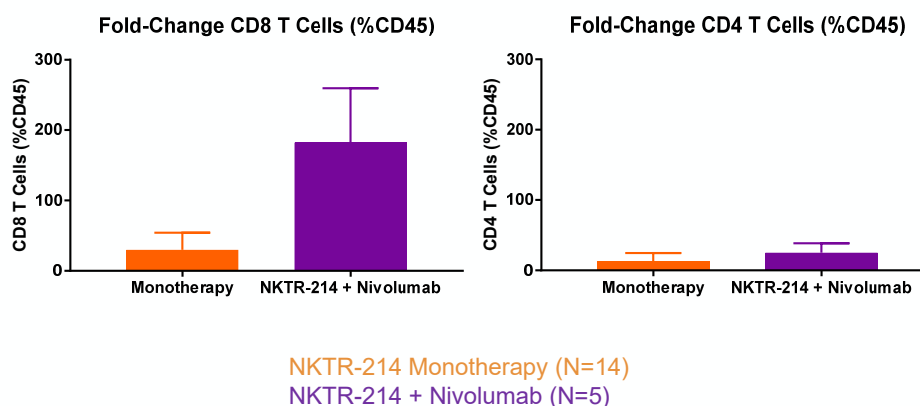 Fold-Change CD8 T Cells (%CD45)
CD8 T Cells (%CD45)
300
200
100
0
Monotherapy
NKTR-214 + Nivolumab
Fold-Change CD4 T Cells (%CD45)
CD4 T Cells (%CD45)
300
200
100
0
Monotherapy
NKTR-214 + Nivolumab
NKTR-214 Monotherapy (N=14)
NKTR-214 + Nivolumab (N=5)